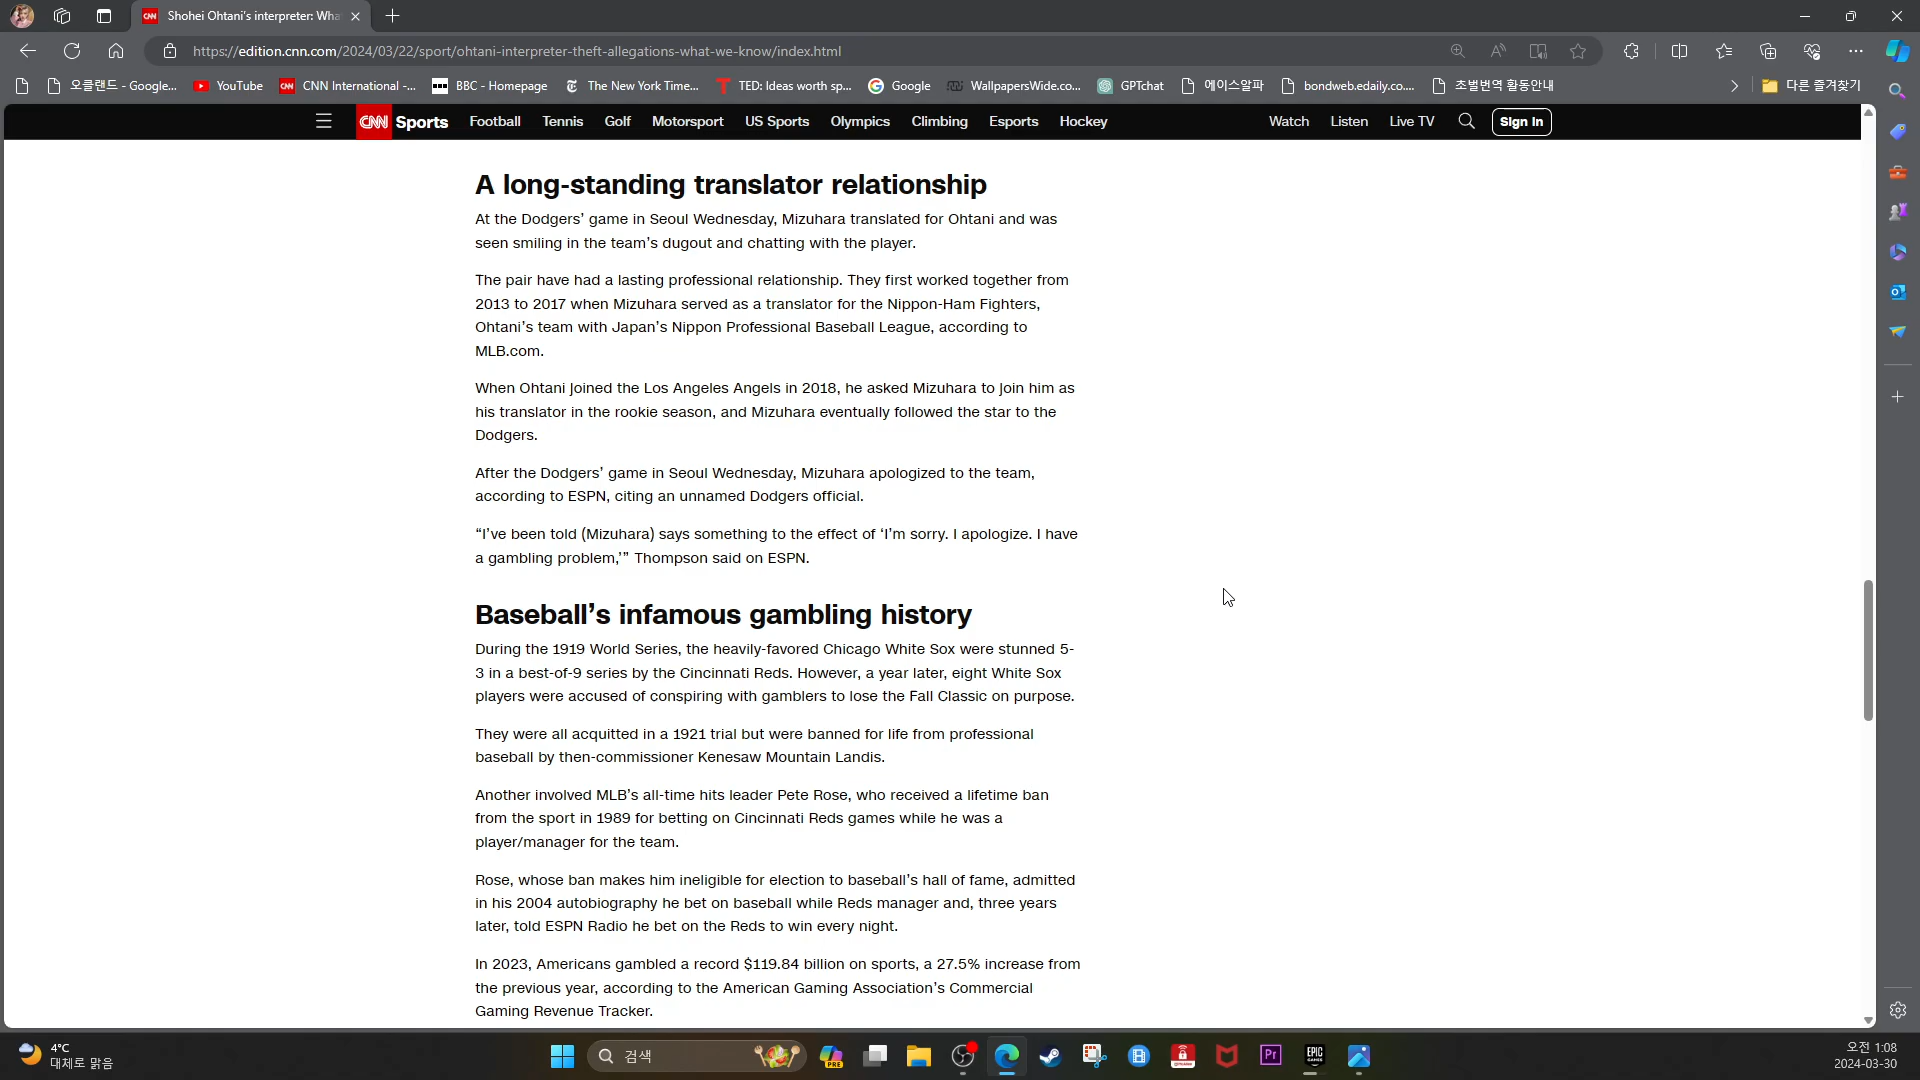 Shohei Ohtani's interpreter: Wha
https://edition.cnn.com/2024/03/22/sport/ohtani-interpreter-theft-allegations-what-we-know/index.html
오클랜드 - Google... YouTube CNN International -... BBC - Homepage The New York Time... TED: Ideas worth sp... Google WallpapersWide.co... GPTchat 에이스알파 bondweb.edaily.co.... 초벌번역 활동안내 다른 즐겨찾기
CNN Sports Football Tennis Golf Motorsport US Sports Olympics Climbing Esports Hockey Watch Listen Live TV Sign in
A long-standing translator relationship
At the Dodgers' game in Seoul Wednesday, Mizuhara translated for Ohtani and was
seen smiling in the team's dugout and chatting with the player.
The pair have had a lasting professional relationship. They first worked together from
2013 to 2017 when Mizuhara served as a translator for the Nippon-Ham Fighters,
Ohtani's team with Japan's Nippon Professional Baseball League, according to
MLB.com.
When Ohtani joined the Los Angeles Angels in 2018, he asked Mizuhara to join him as
his translator in the rookie season, and Mizuhara eventually followed the star to the
Dodgers.
After the Dodgers' game in Seoul Wednesday, Mizuhara apologized to the team,
according to ESPN, citing an unnamed Dodgers official.
“I've been told (Mizuhara) says something to the effect of ‘I'm sorry. I apologize. I have
a gambling problem,’” Thompson said on ESPN.
Baseball's infamous gambling history
During the 1919 World Series, the heavily-favored Chicago White Sox were stunned 5-
3 in a best-of-9 series by the Cincinnati Reds. However, a year later, eight White Sox
players were accused of conspiring with gamblers to lose the Fall Classic on purpose.
They were all acquitted in a 1921 trial but were banned for life from professional
baseball by then-commissioner Kenesaw Mountain Landis.
Another involved MLB's all-time hits leader Pete Rose, who received a lifetime ban
from the sport in 1989 for betting on Cincinnati Reds games while he was a
player/manager for the team.
Rose, whose ban makes him ineligible for election to baseball's hall of fame, admitted
in his 2004 autobiography he bet on baseball while Reds manager and, three years
later, told ESPN Radio he bet on the Reds to win every night.
In 2023, Americans gambled a record $119.84 billion on sports, a 27.5% increase from
the previous year, according to the American Gaming Association's Commercial
Gaming Revenue Tracker.
4°C
대체로 맑음
검색
PRE
Pr
EPIC
GAMES
오전 1:08
2024-03-30